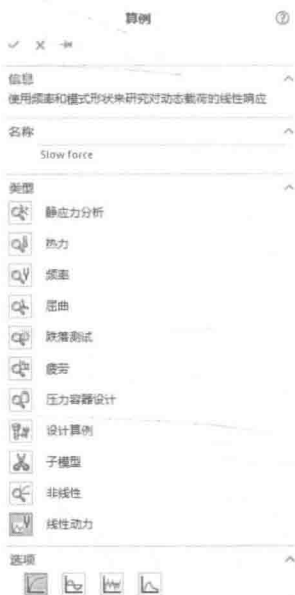 算例
信息
使用频率和模式形状来研究对动态载荷的线性响应
名称
Slow force
类型
静应力分析
热力
频率
屈曲
跌落测试
疲劳
压力容器设计
设计算例
子模型
非线性
线性动力
选项